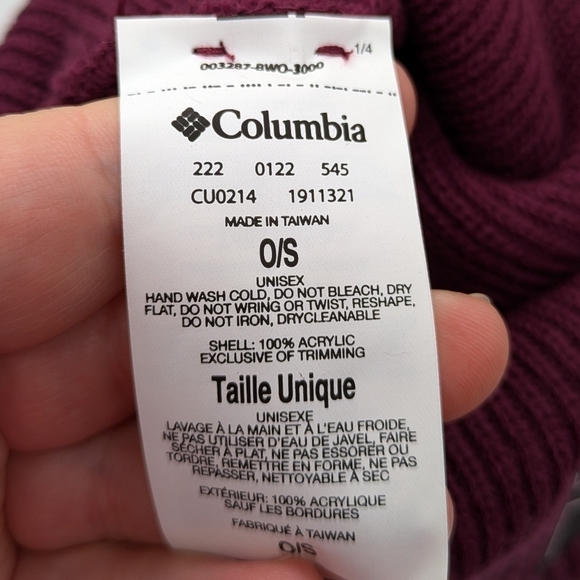 1/4
003287-BWO-3000
Columbia
222 0122 545
CU0214 1911321
MADE IN TAIWAN
O/S
UNISEX
HAND WASH COLD, DO NOT BLEACH, DRY
FLAT, DO NOT WRING OR TWIST, RESHAPE,
DO NOT IRON, DRYCLEANABLE
SHELL: 100% ACRYLIC
EXCLUSIVE OF TRIMMING
Taille Unique
UNISEXE
LAVAGE À LA MAIN ET À L'EAU FROIDE,
NE PAS UTILISER D'EAU DE JAVEL, FAIRE
SÉCHER À PLAT, NE PAS ESSORER OU
TORDRE, REMETTRE EN FORME, NE PAS
REPASSER, NETTOYABLE À SEC
EXTÉRIEUR: 100% ACRYLIQUE
SAUF LES BORDURES
FABRIQUÉ À TAIWAN
O/S